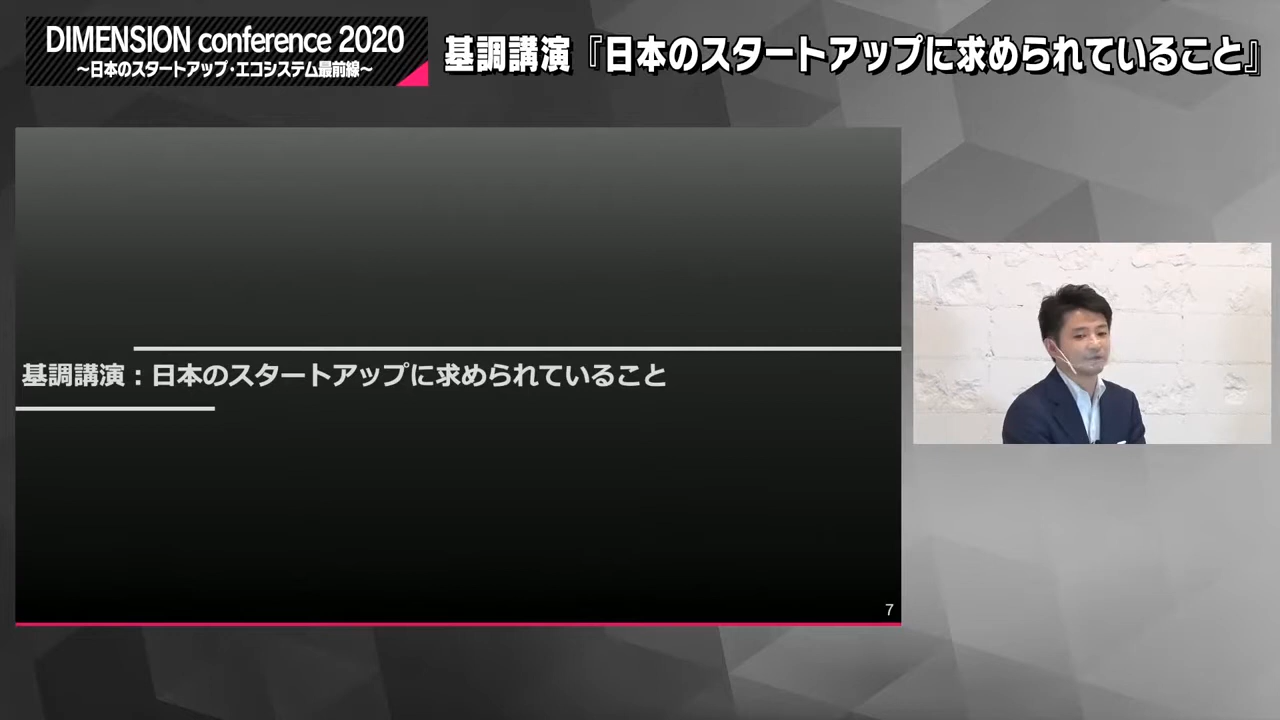 DIMENSION conference 2020
～日本のスタートアップ・エコシステム最前線～
基調講演『日本のスタートアップに求められていること』
基調講演：日本のスタートアップに求められていること
7